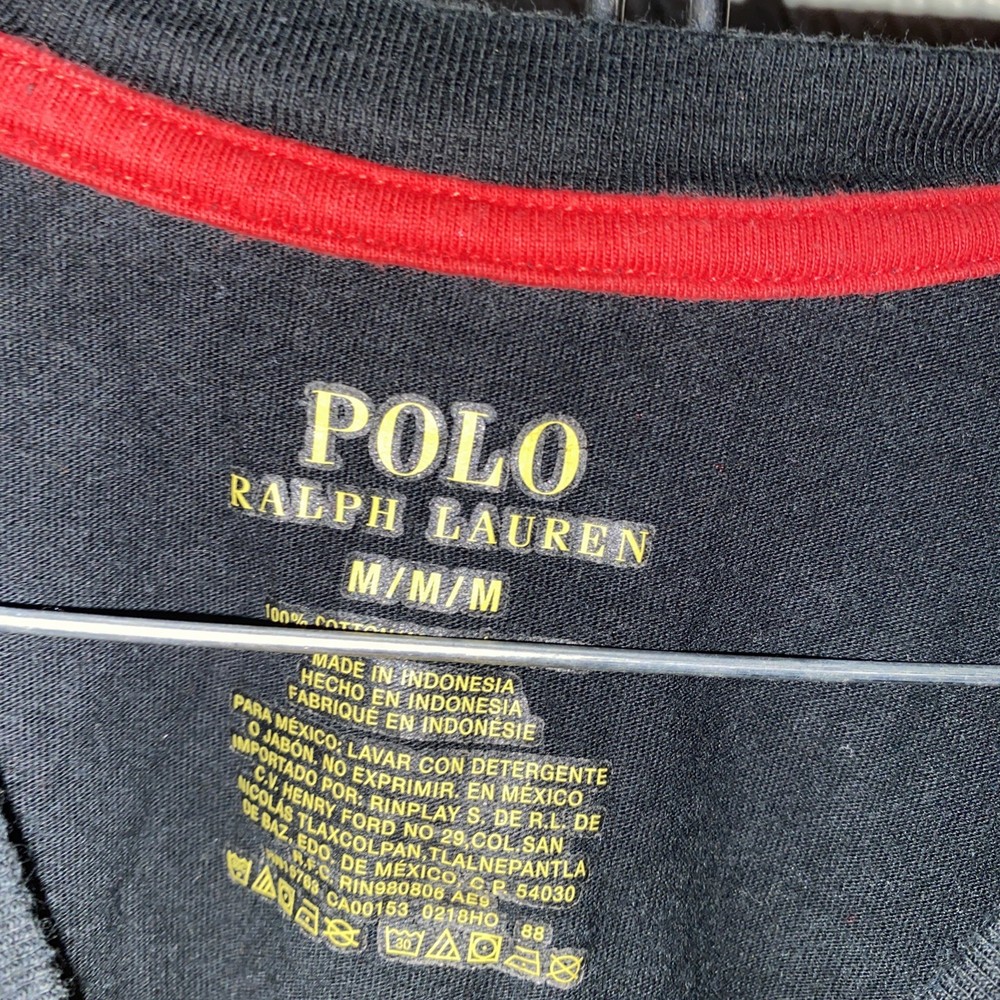 POLO
RALPH LAUREN
M/M/M
100% COTTON
MADE IN INDONESIA
HECHO EN INDONESIA
FABRIQUÉ EN INDONÉSIE
PARA MÉXICO: LAVAR CON DETERGENTE
O JABÓN. NO EXPRIMIR. EN MÉXICO
IMPORTADO POR: RINPLAY S. DE R.L. DE
C.V. HENRY FORD NO 29, COL. SAN
NICOLÁS TLAXCOLPAN, TLALNEPANTLA
DE BAZ, EDO. DE MÉXICO, C.P. 54030
R.F.C. RIN980806 AE9
CA00153 0218HO 88
30